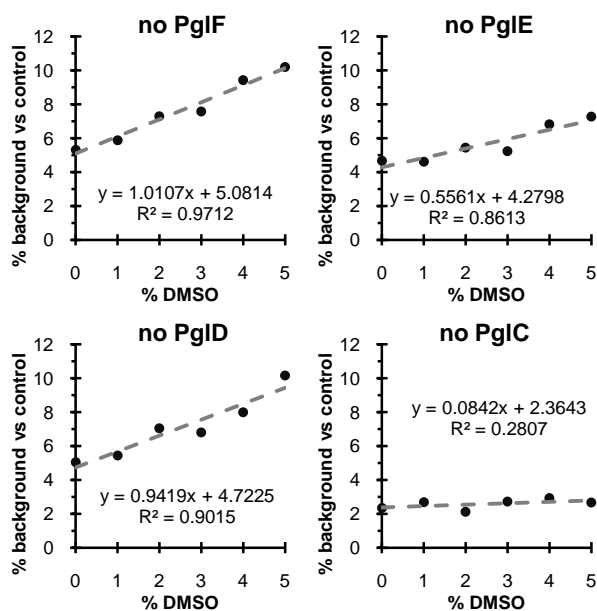 no PglF
% background vs control
12
10
8
6
4
2
0
y = 1.0107x + 5.0814
R² = 0.9712
0 1 2 3 4 5
% DMSO
no PglE
% background vs control
12
10
8
6
4
2
0
y = 0.5561x + 4.2798
R² = 0.8613
0 1 2 3 4 5
% DMSO
no PglD
% background vs control
12
10
8
6
4
2
0
y = 0.9419x + 4.7225
R² = 0.9015
0 1 2 3 4 5
% DMSO
no PglC
% background vs control
12
10
8
6
4
2
0
y = 0.0842x + 2.3643
R² = 0.2807
0 1 2 3 4 5
% DMSO